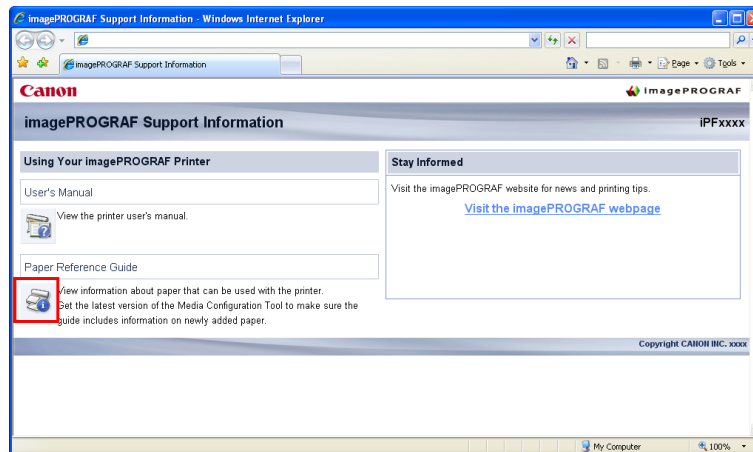 imagePROGRAF Support Information - Windows Internet Explorer
imagePROGRAF Support Information
Page
Tools
Canon
imagePROGRAF
imagePROGRAF Support Information
iPFxxxx
Using Your imagePROGRAF Printer
User's Manual
View the printer user's manual.
Paper Reference Guide
View information about paper that can be used with the printer.
Get the latest version of the Media Configuration Tool to make sure the
guide includes information on newly added paper.
Stay Informed
Visit the imagePROGRAF website for news and printing tips.
Visit the imagePROGRAF webpage
Copyright CANON INC. xxxx
My Computer
100%